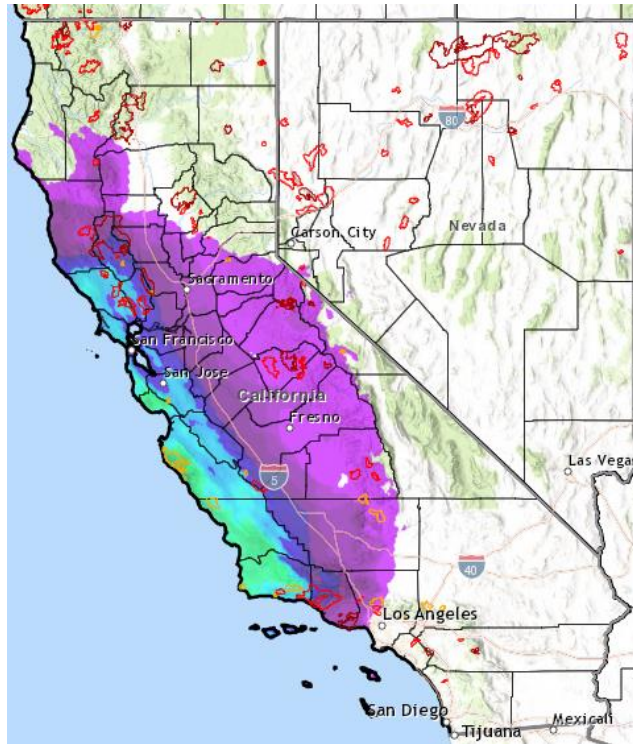 80
Carson City
Nevada
Sacramento
San Francisco
San Jose
California
Fresno
Las Vegas
5
40
Los Angeles
San Diego
Tijuana
Mexicali